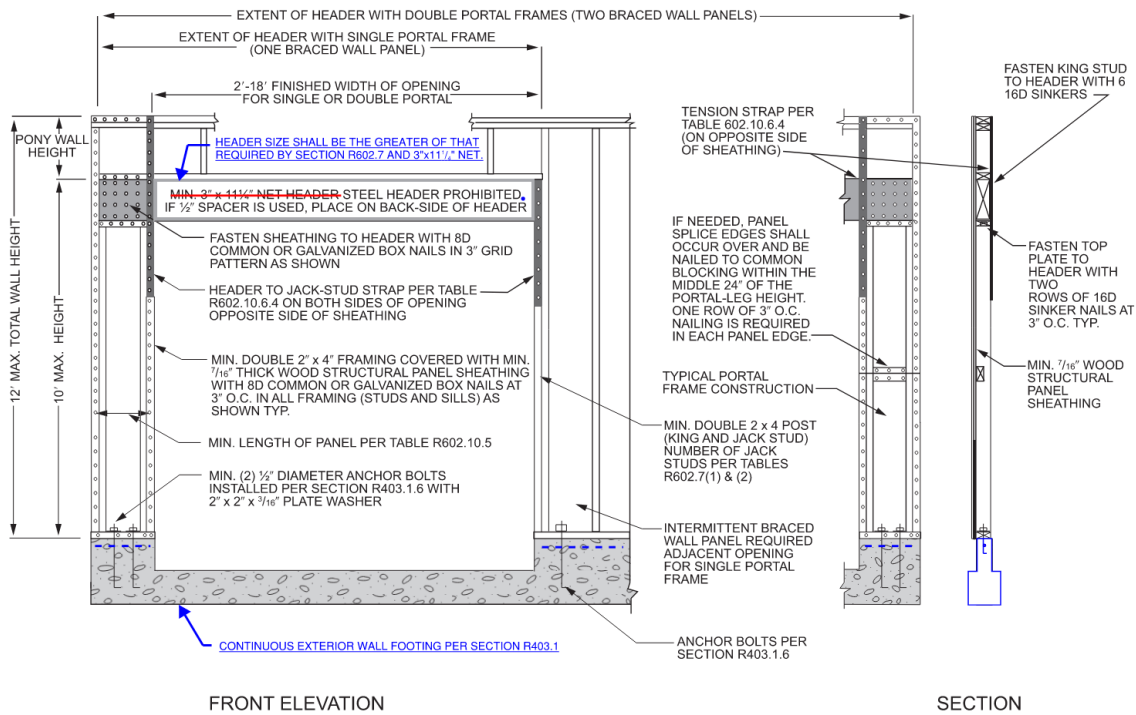 EXTENT OF HEADER WITH DOUBLE PORTAL FRAMES (TWO BRACED WALL PANELS)
EXTENT OF HEADER WITH SINGLE PORTAL FRAME
(ONE BRACED WALL PANEL)
2'-18' FINISHED WIDTH OF OPENING
FOR SINGLE OR DOUBLE PORTAL
PONY WALL
HEIGHT
12' MAX. TOTAL WALL HEIGHT
10' MAX. HEIGHT
HEADER SIZE SHALL BE THE GREATER OF THAT
REQUIRED BY SECTION R602.7 AND 3"x11¼" NET.
MIN. 3" x 11¼" NET HEADER STEEL HEADER PROHIBITED.
IF ½" SPACER IS USED, PLACE ON BACK-SIDE OF HEADER
FASTEN SHEATHING TO HEADER WITH 8D
COMMON OR GALVANIZED BOX NAILS IN 3" GRID
PATTERN AS SHOWN
HEADER TO JACK-STUD STRAP PER TABLE
R602.10.6.4 ON BOTH SIDES OF OPENING
OPPOSITE SIDE OF SHEATHING
MIN. DOUBLE 2" x 4" FRAMING COVERED WITH MIN.
7/16" THICK WOOD STRUCTURAL PANEL SHEATHING
WITH 8D COMMON OR GALVANIZED BOX NAILS AT
3" O.C. IN ALL FRAMING (STUDS AND SILLS) AS
SHOWN TYP.
MIN. LENGTH OF PANEL PER TABLE R602.10.5
MIN. (2) ½" DIAMETER ANCHOR BOLTS
INSTALLED PER SECTION R403.1.6 WITH
2" x 2" x 3/16" PLATE WASHER
CONTINUOUS EXTERIOR WALL FOOTING PER SECTION R403.1
TENSION STRAP PER
TABLE 602.10.6.4
(ON OPPOSITE SIDE
OF SHEATHING)
IF NEEDED, PANEL
SPLICE EDGES SHALL
OCCUR OVER AND BE
NAILED TO COMMON
BLOCKING WITHIN THE
MIDDLE 24" OF THE
PORTAL-LEG HEIGHT.
ONE ROW OF 3" O.C.
NAILING IS REQUIRED
IN EACH PANEL EDGE.
TYPICAL PORTAL
FRAME CONSTRUCTION
MIN. DOUBLE 2 x 4 POST
(KING AND JACK STUD)
NUMBER OF JACK
STUDS PER TABLES
R602.7(1) & (2)
INTERMITTENT BRACED
WALL PANEL REQUIRED
ADJACENT OPENING
FOR SINGLE PORTAL
FRAME
ANCHOR BOLTS PER
SECTION R403.1.6
FASTEN KING STUD
TO HEADER WITH 6
16D SINKERS
FASTEN TOP
PLATE TO
HEADER WITH
TWO
ROWS OF 16D
SINKER NAILS AT
3" O.C. TYP.
MIN. 7/16" WOOD
STRUCTURAL
PANEL
SHEATHING
FRONT ELEVATION
SECTION